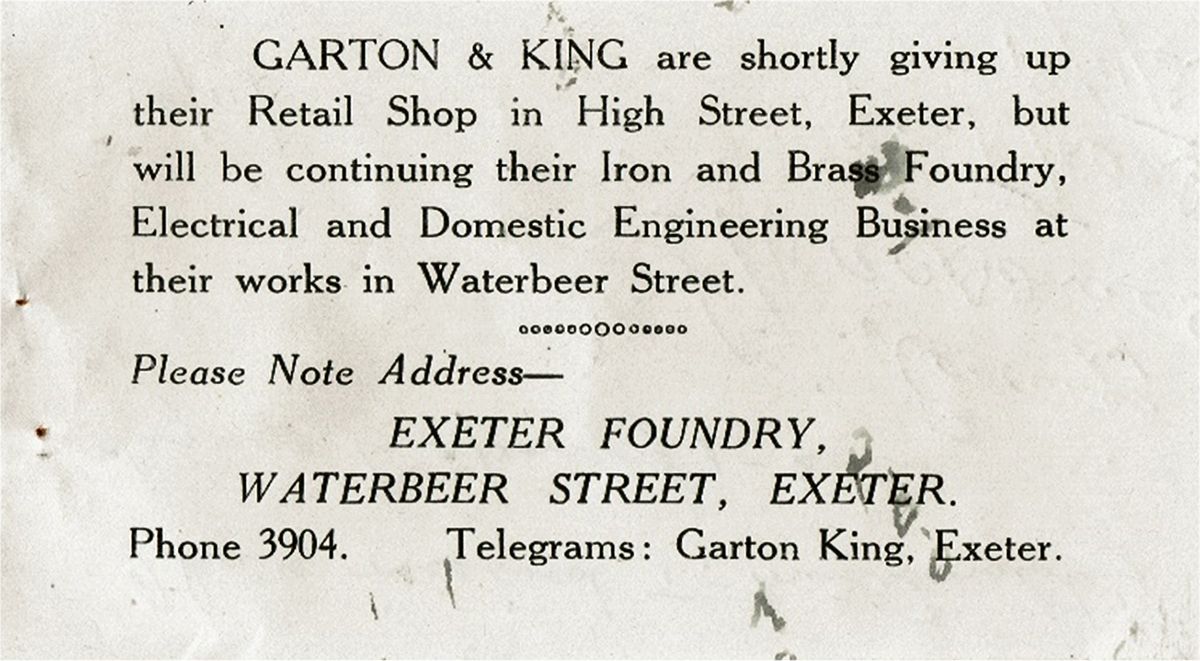 GARTON & KING are shortly giving up
their Retail Shop in High Street, Exeter, but
will be continuing their Iron and Brass Foundry,
Electrical and Domestic Engineering Business at
their works in Waterbeer Street.
Please Note Address—
EXETER FOUNDRY,
WATERBEER STREET, EXETER.
Phone 3904. Telegrams: Garton King, Exeter.